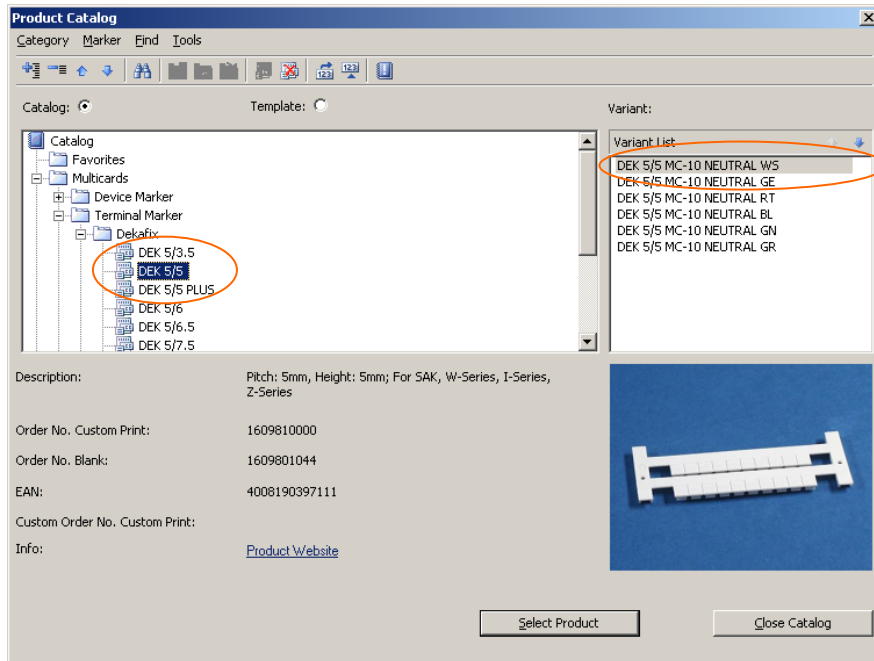 Product Catalog
Category Marker Find Tools
Catalog: Template: Variant:
Catalog
Favorites
Multicards
Device Marker
Terminal Marker
Dekafix
DEK 5/3.5
DEK 5/5
DEK 5/5 PLUS
DEK 5/6
DEK 5/6.5
DEK 5/7.5
Variant List
DEK 5/5 MC-10 NEUTRAL WS
DEK 5/5 MC-10 NEUTRAL GE
DEK 5/5 MC-10 NEUTRAL RT
DEK 5/5 MC-10 NEUTRAL BL
DEK 5/5 MC-10 NEUTRAL GN
DEK 5/5 MC-10 NEUTRAL GR
Description: Pitch: 5mm, Height: 5mm; For SAK, W-Series, I-Series,
Z-Series
Order No. Custom Print: 1609810000
Order No. Blank: 1609801044
EAN: 4008190397111
Custom Order No. Custom Print:
Info: Product Website
Select Product Close Catalog